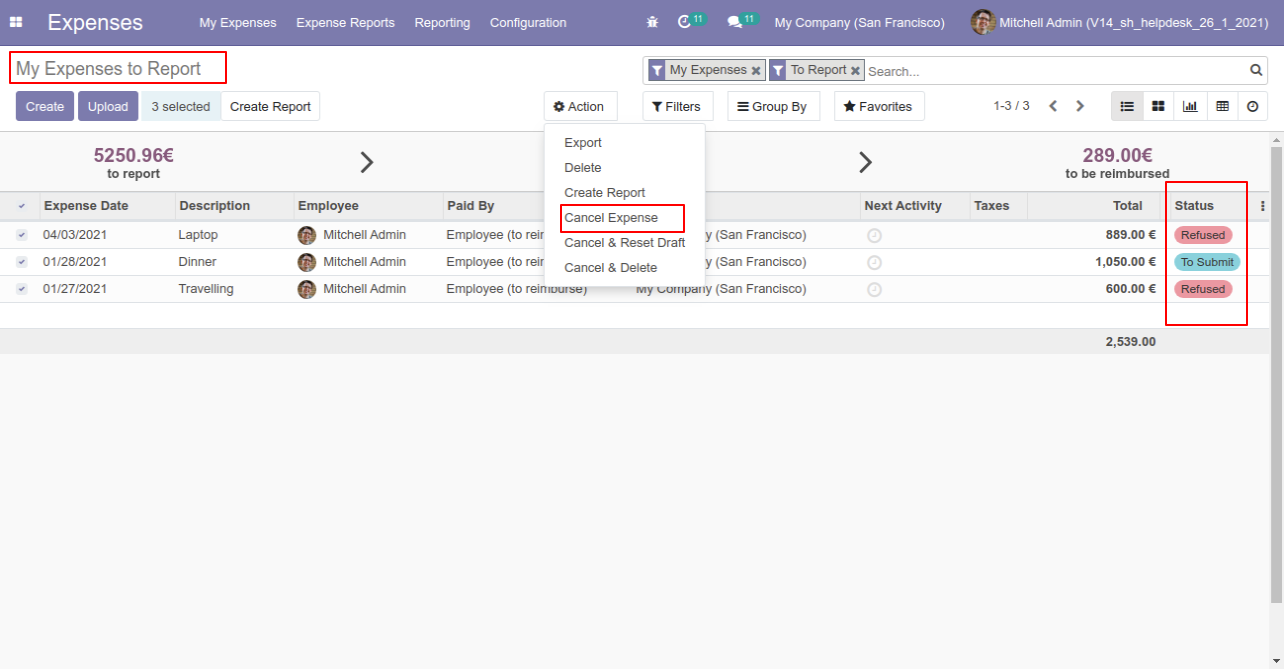 Expenses My Expenses Expense Reports Reporting Configuration 11 11 My Company (San Francisco) Mitchell Admin (V14_sh_helpdesk_26_1_2021)
My Expenses to Report My Expenses To Report Search...
Create Upload 3 selected Create Report Action Filters Group By Favorites 1-3 / 3
Export
Delete
Create Report
Cancel Expense
Cancel & Reset Draft
Cancel & Delete
5250.96€ 289.00€
to report to be reimbursed
Expense Date Description Employee Paid By Next Activity Taxes Total Status
04/03/2021 Laptop Mitchell Admin Employee (to rei y (San Francisco) 889.00 € Refused
01/28/2021 Dinner Mitchell Admin Employee (to rei y (San Francisco) 1,050.00 € To Submit
01/27/2021 Travelling Mitchell Admin Employee (to reimburse) My Company (San Francisco) 600.00 € Refused
2,539.00